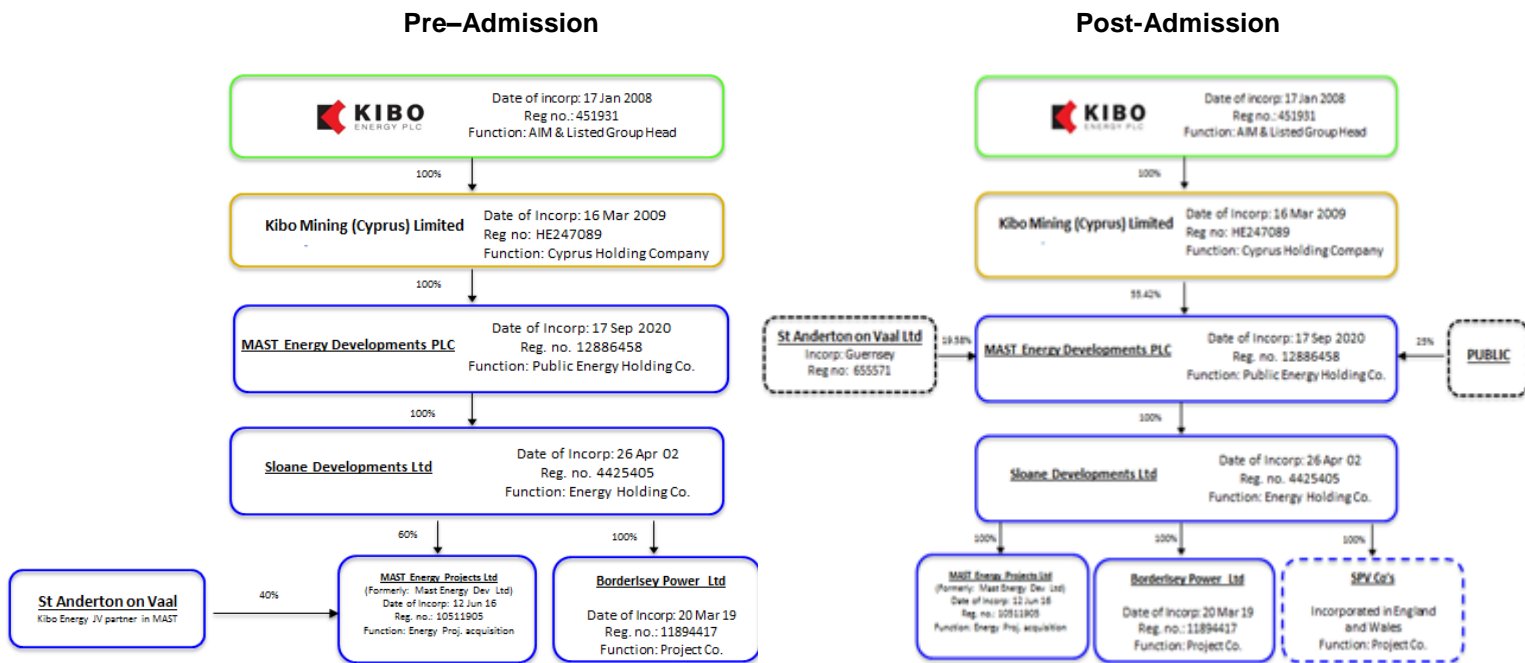 Pre–Admission
KIBO
ENERGY PLC
Date of incorp: 17 Jan 2008
Reg no.: 451931
Function: AIM & Listed Group Head
100%
Kibo Mining (Cyprus) Limited
Date of Incorp: 16 Mar 2009
Reg no: HE247089
Function: Cyprus Holding Company
100%
MAST Energy Developments PLC
Date of Incorp: 17 Sep 2020
Reg. no. 12886458
Function: Public Energy Holding Co.
100%
Sloane Developments Ltd
Date of Incorp: 26 Apr 02
Reg. no. 4425405
Function: Energy Holding Co.
60%
100%
St Anderton on Vaal
Kibo Energy JV partner in MAST
40%
MAST Energy Projects Ltd
(Formerly: Mast Energy Dev Ltd)
Date of Incorp: 12 Jun 16
Reg. no.: 10511905
Function: Energy Proj. acquisition
Borderlsey Power Ltd
Date of Incorp: 20 Mar 19
Reg. no.: 11894417
Function: Project Co.
Post-Admission
KIBO
ENERGY PLC
Date of incorp: 17 Jan 2008
Reg no.: 451931
Function: AIM & Listed Group Head
100%
Kibo Mining (Cyprus) Limited
Date of Incorp: 16 Mar 2009
Reg no: HE247089
Function: Cyprus Holding Company
55.42%
St Anderton on Vaal Ltd
Incorp: Guernsey
Reg no: 655571
19.58%
MAST Energy Developments PLC
Date of Incorp: 17 Sep 2020
Reg. no. 12886458
Function: Public Energy Holding Co.
25%
PUBLIC
100%
Sloane Developments Ltd
Date of Incorp: 26 Apr 02
Reg. no. 4425405
Function: Energy Holding Co.
100%
100%
100%
MAST Energy Projects Ltd
(Formerly: Mast Energy Dev Ltd)
Date of Incorp: 12 Jun 16
Reg. no.: 10511905
Function: Energy Proj. acquisition
Borderlsey Power Ltd
Date of Incorp: 20 Mar 19
Reg. no.: 11894417
Function: Project Co.
SPV Co's
Incorporated in England
and Wales
Function: Project Co.